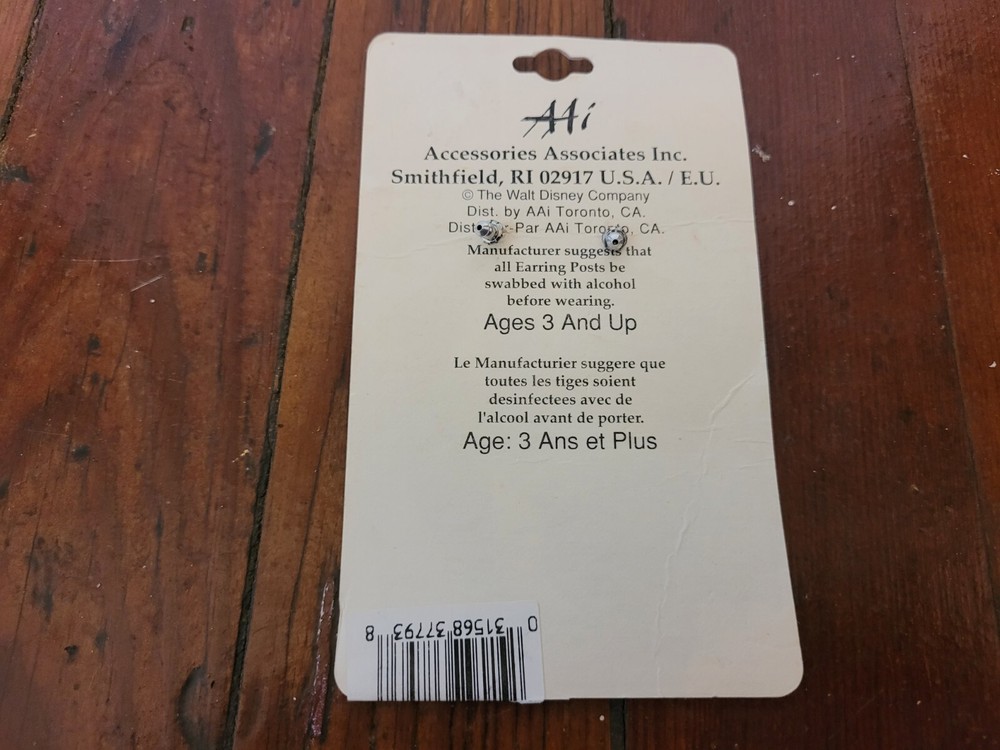 AAi
Accessories Associates Inc.
Smithfield, RI 02917 U.S.A. / E.U.
© The Walt Disney Company
Dist. by AAi Toronto, CA.
Dist Par AAi Toronto, CA.
Manufacturer suggests that
all Earring Posts be
swabbed with alcohol
before wearing.
Ages 3 And Up
Le Manufacturier suggere que
toutes les tiges soient
desinfectees avec de
l'alcool avant de porter.
Age: 3 Ans et Plus
0 31568 37793 8